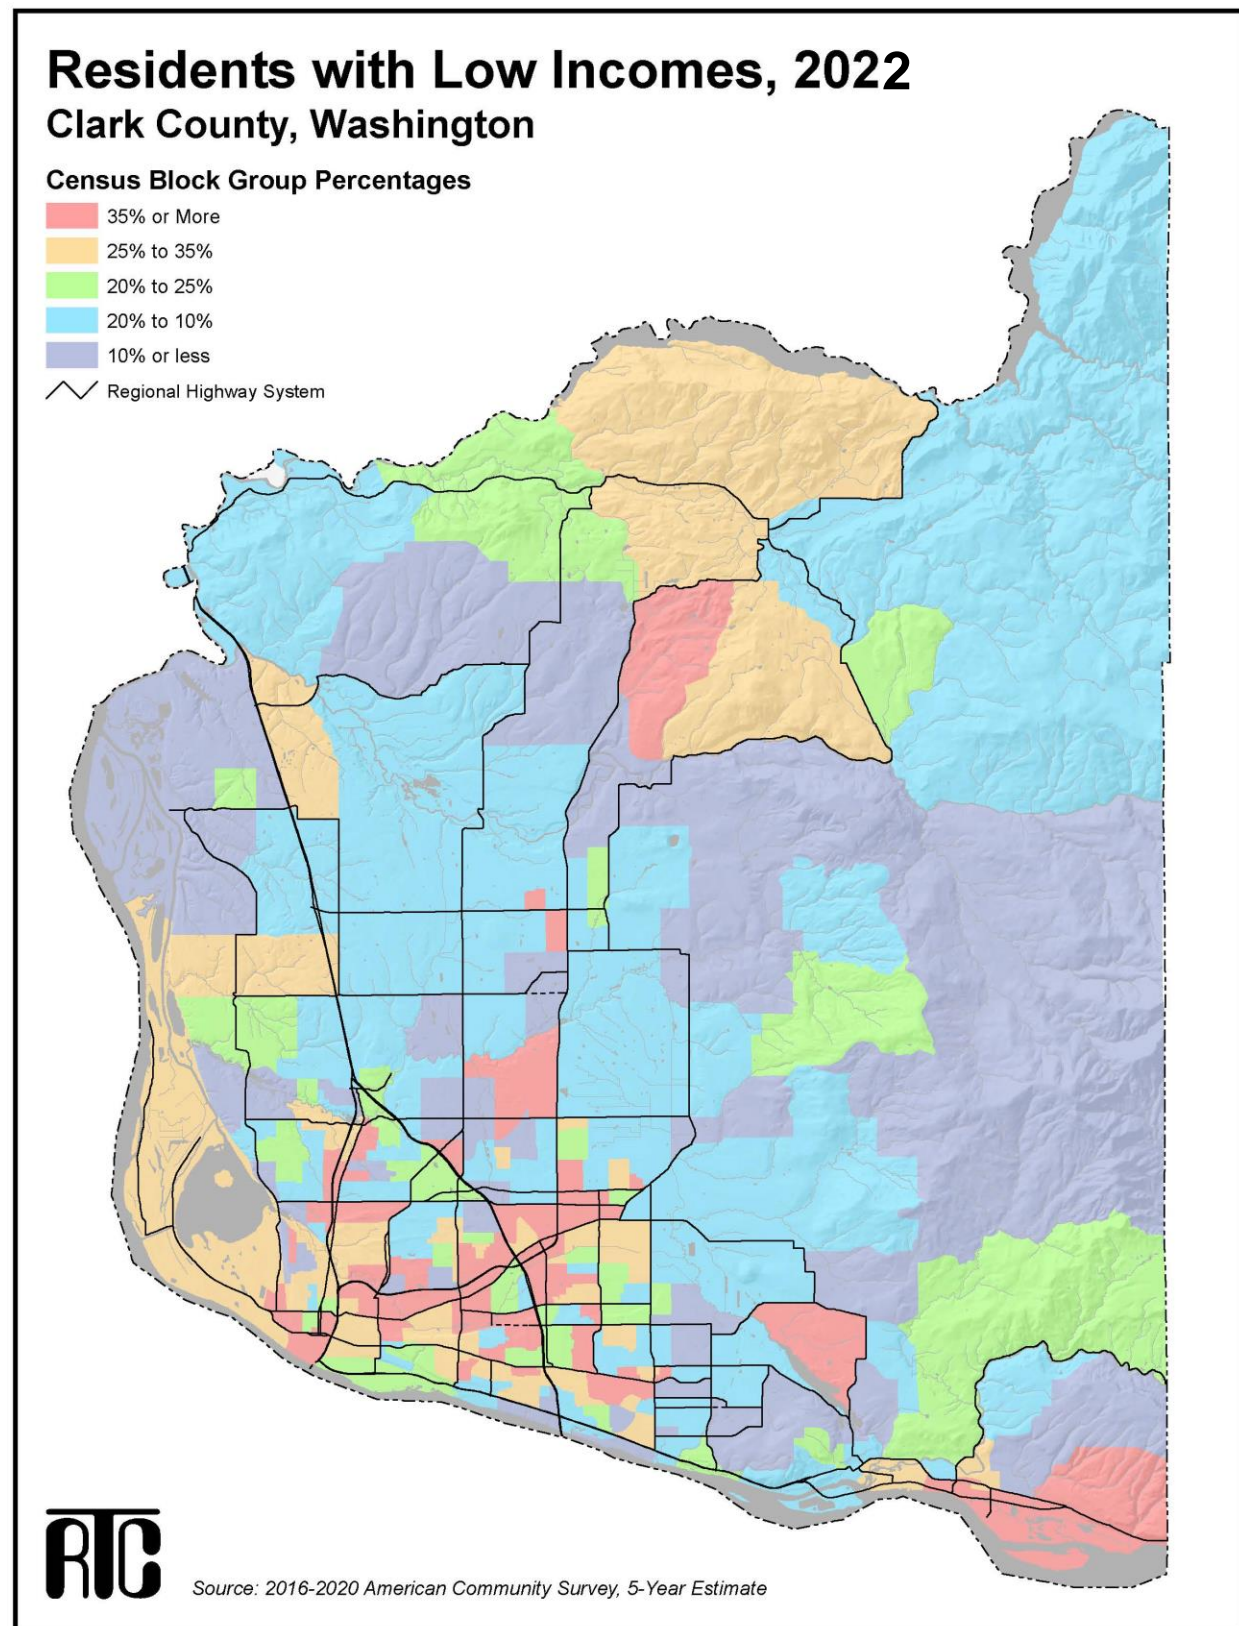 Residents with Low Incomes, 2022
Clark County, Washington
Census Block Group Percentages
35% or More
25% to 35%
20% to 25%
20% to 10%
10% or less
Regional Highway System
RTC
Source: 2016-2020 American Community Survey, 5-Year Estimate